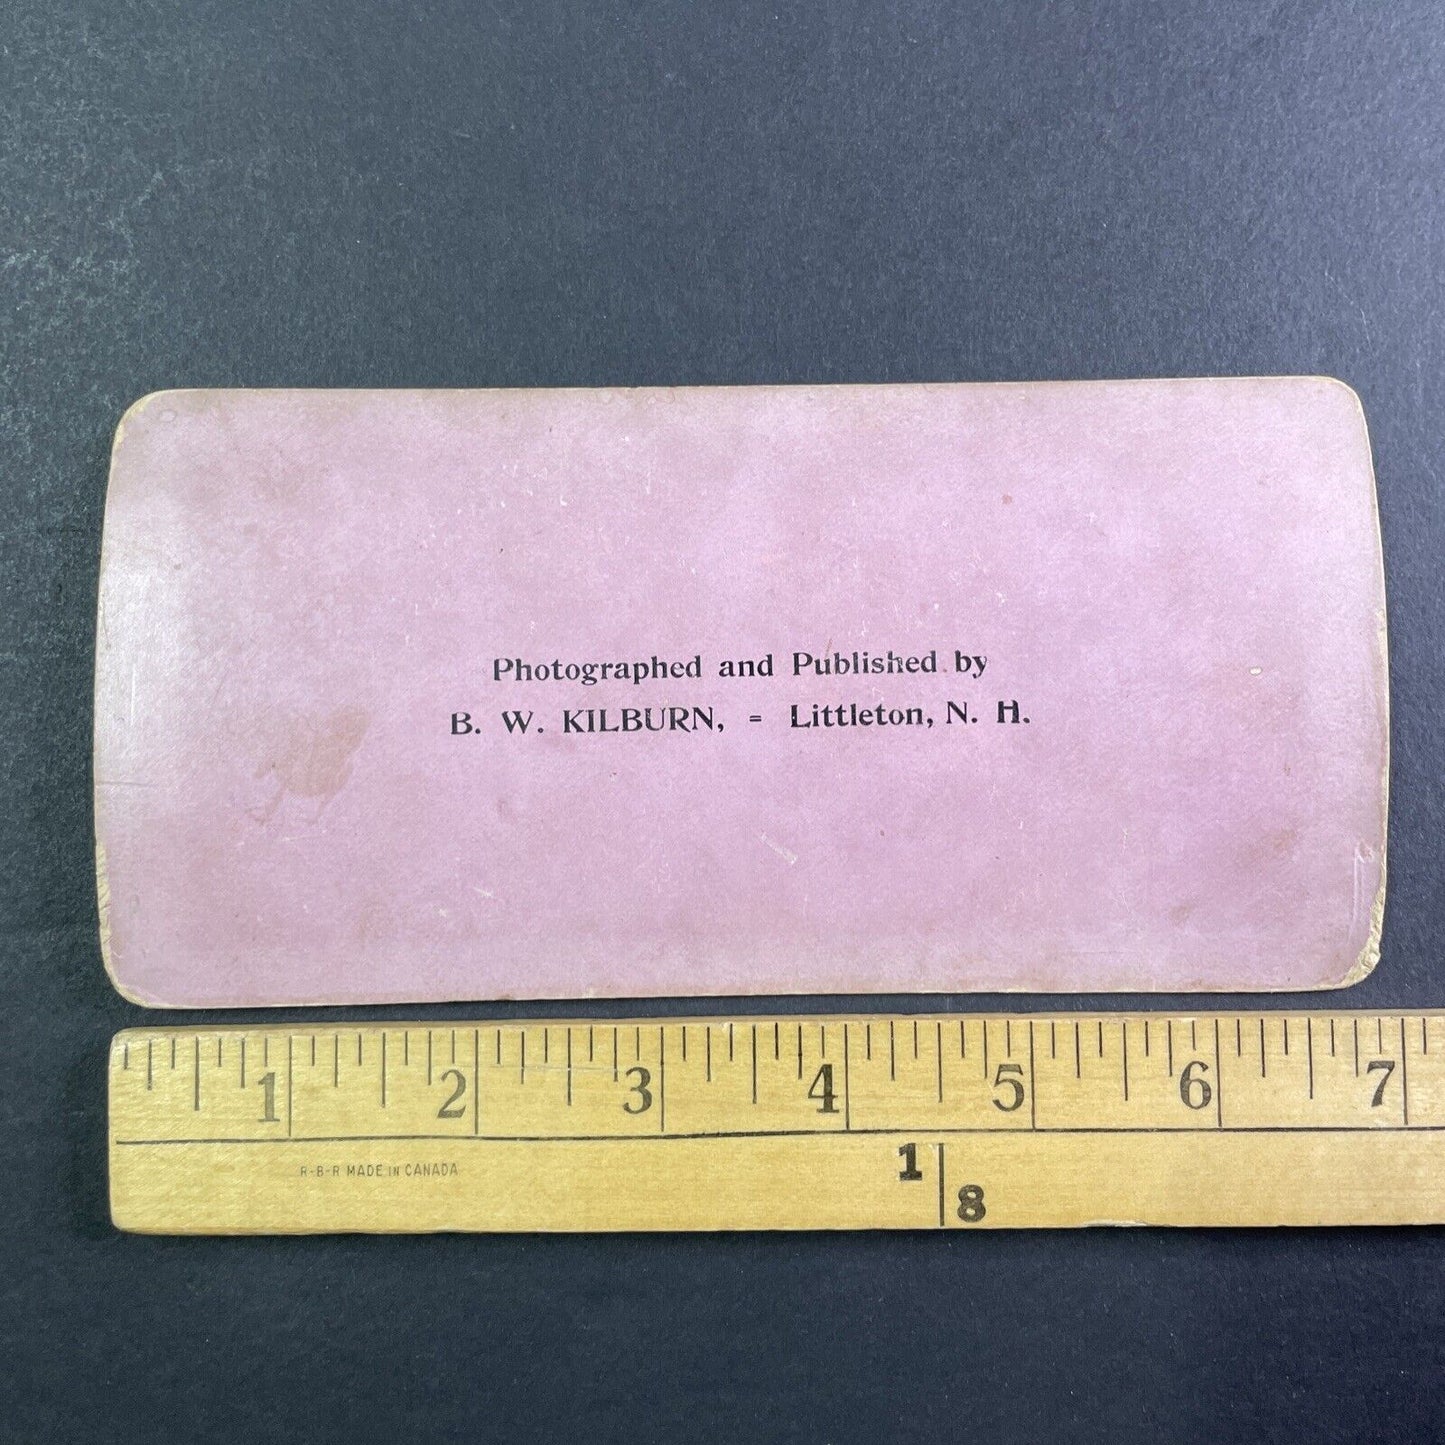 Photographed and Published by
B. W. KILBURN, = Littleton, N. H.
1 2 3 4 5 6 7
R-B-R MADE IN CANADA
1 8